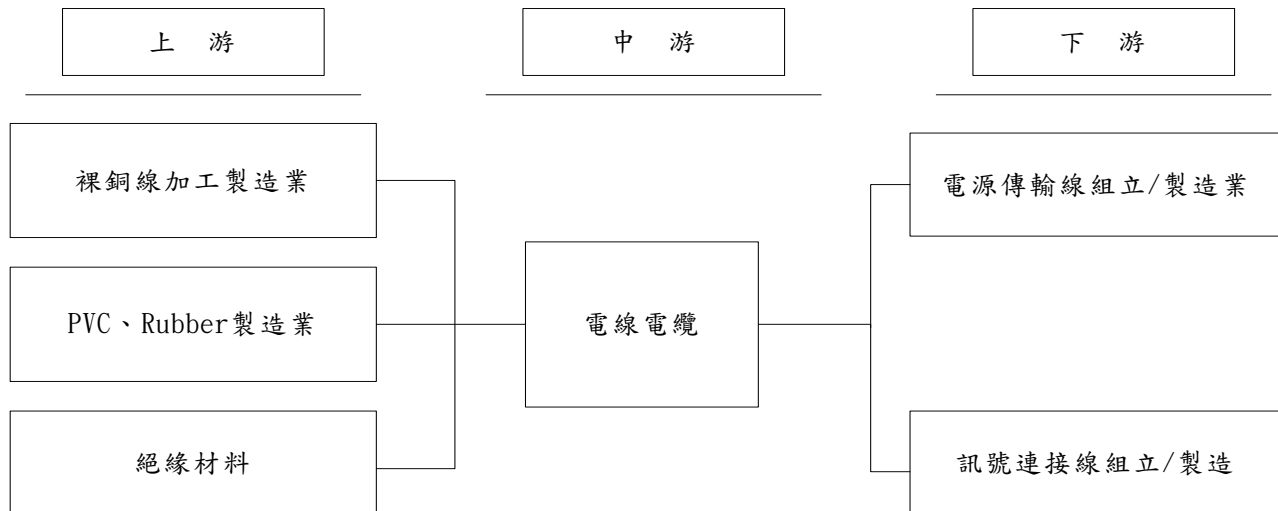 上 游
中 游
下 游
裸銅線加工製造業
電源傳輸線組立/製造業
PVC、Rubber製造業
電線電纜
絕緣材料
訊號連接線組立/製造